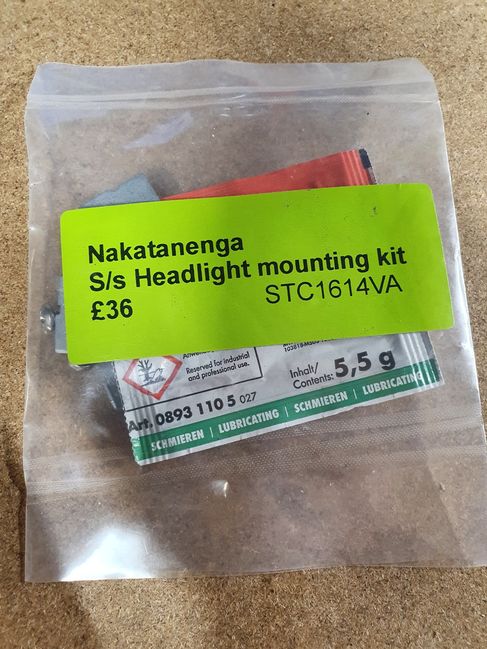 Nakatanenga
S/s Headlight mounting kit
£36 STC1614VA
Reserved for industrial
and professional use.
Inhalt/
Contents: 5,5 g
Art. 0893 110 5 027
SCHMIEREN | LUBRICATING | SCHMIEREN | LUBRICATING